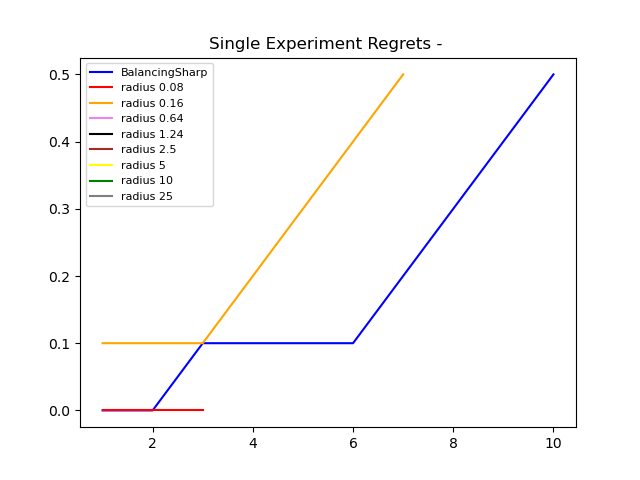 Single Experiment Regrets -
0.5
0.4
0.3
0.2
0.1
0.0
BalancingSharp
radius 0.08
radius 0.16
radius 0.64
radius 1.24
radius 2.5
radius 5
radius 10
radius 25
2 4 6 8 10